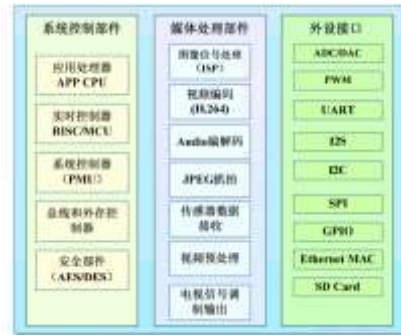 系统控制部件
应用处理器
APP CPU
实时控制器
RISC/MCU
系统控制器
(PMU)
总线和外存控
制器
安全部件
(AES/DES)
媒体处理部件
图像信号处理
(ISP)
视频编码
(H.264)
Audio编解码
JPEG抓拍
传感器数据
接收
视频预处理
电视信号调
制输出
外设接口
ADC/DAC
PWM
UART
I2S
I2C
SPI
GPIO
Ethernet MAC
SD Card